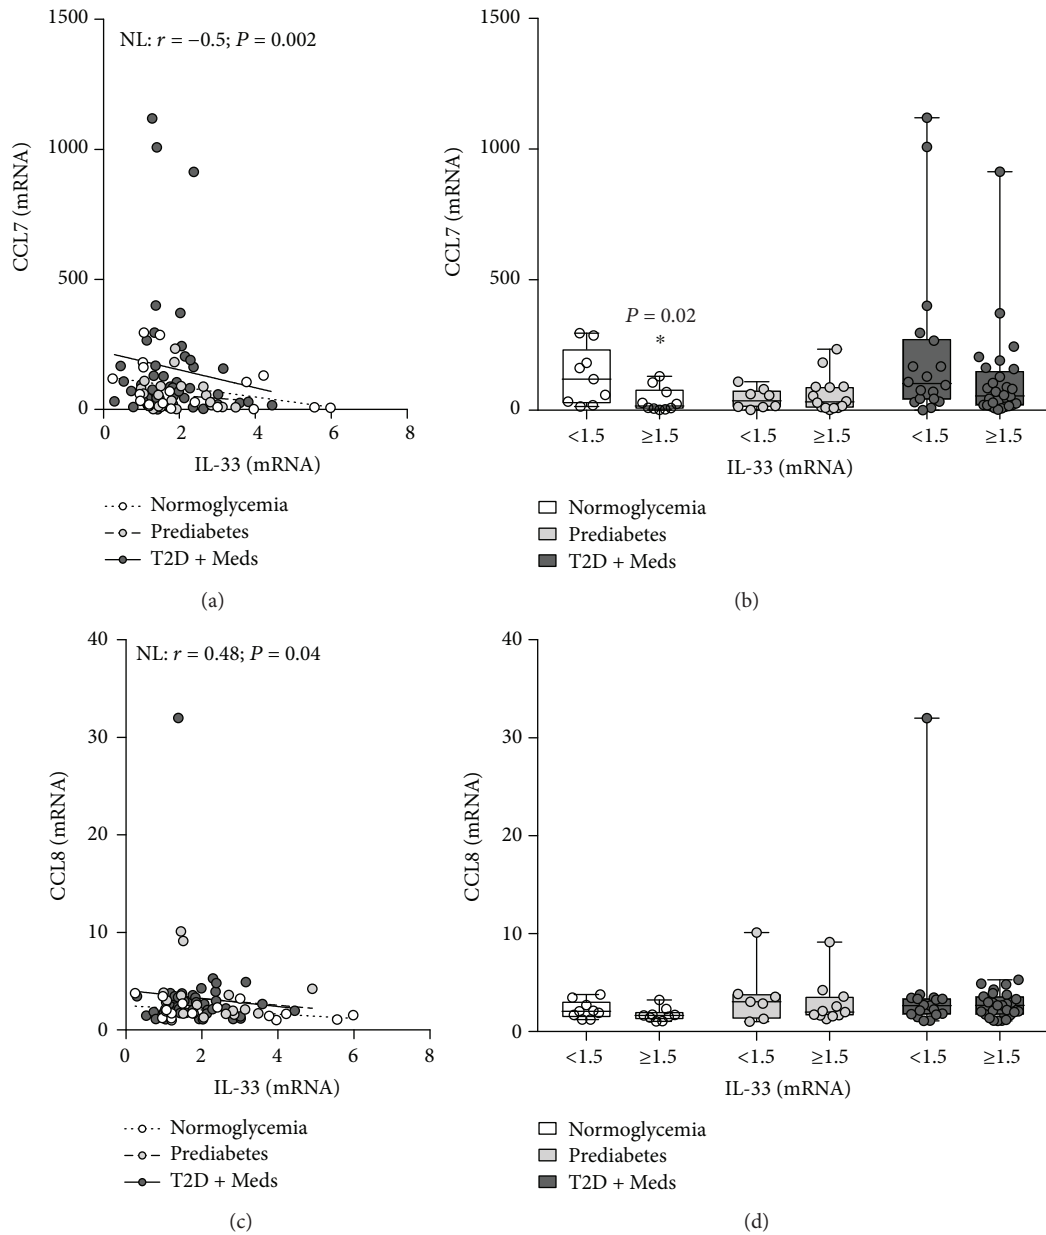 1500
NL: r = −0.5; P = 0.002
1000
500
0
CCL7 (mRNA)
0 2 4 6 8
IL-33 (mRNA)
Normoglycemia
Prediabetes
T2D + Meds
(a)
1500
1000
500
0
CCL7 (mRNA)
P = 0.02
*
<1.5 ≥1.5 <1.5 ≥1.5 <1.5 ≥1.5
IL-33 (mRNA)
Normoglycemia
Prediabetes
T2D + Meds
(b)
40
NL: r = 0.48; P = 0.04
30
20
10
0
CCL8 (mRNA)
0 2 4 6 8
IL-33 (mRNA)
Normoglycemia
Prediabetes
T2D + Meds
(c)
40
30
20
10
0
CCL8 (mRNA)
<1.5 ≥1.5 <1.5 ≥1.5 <1.5 ≥1.5
IL-33 (mRNA)
Normoglycemia
Prediabetes
T2D + Meds
(d)